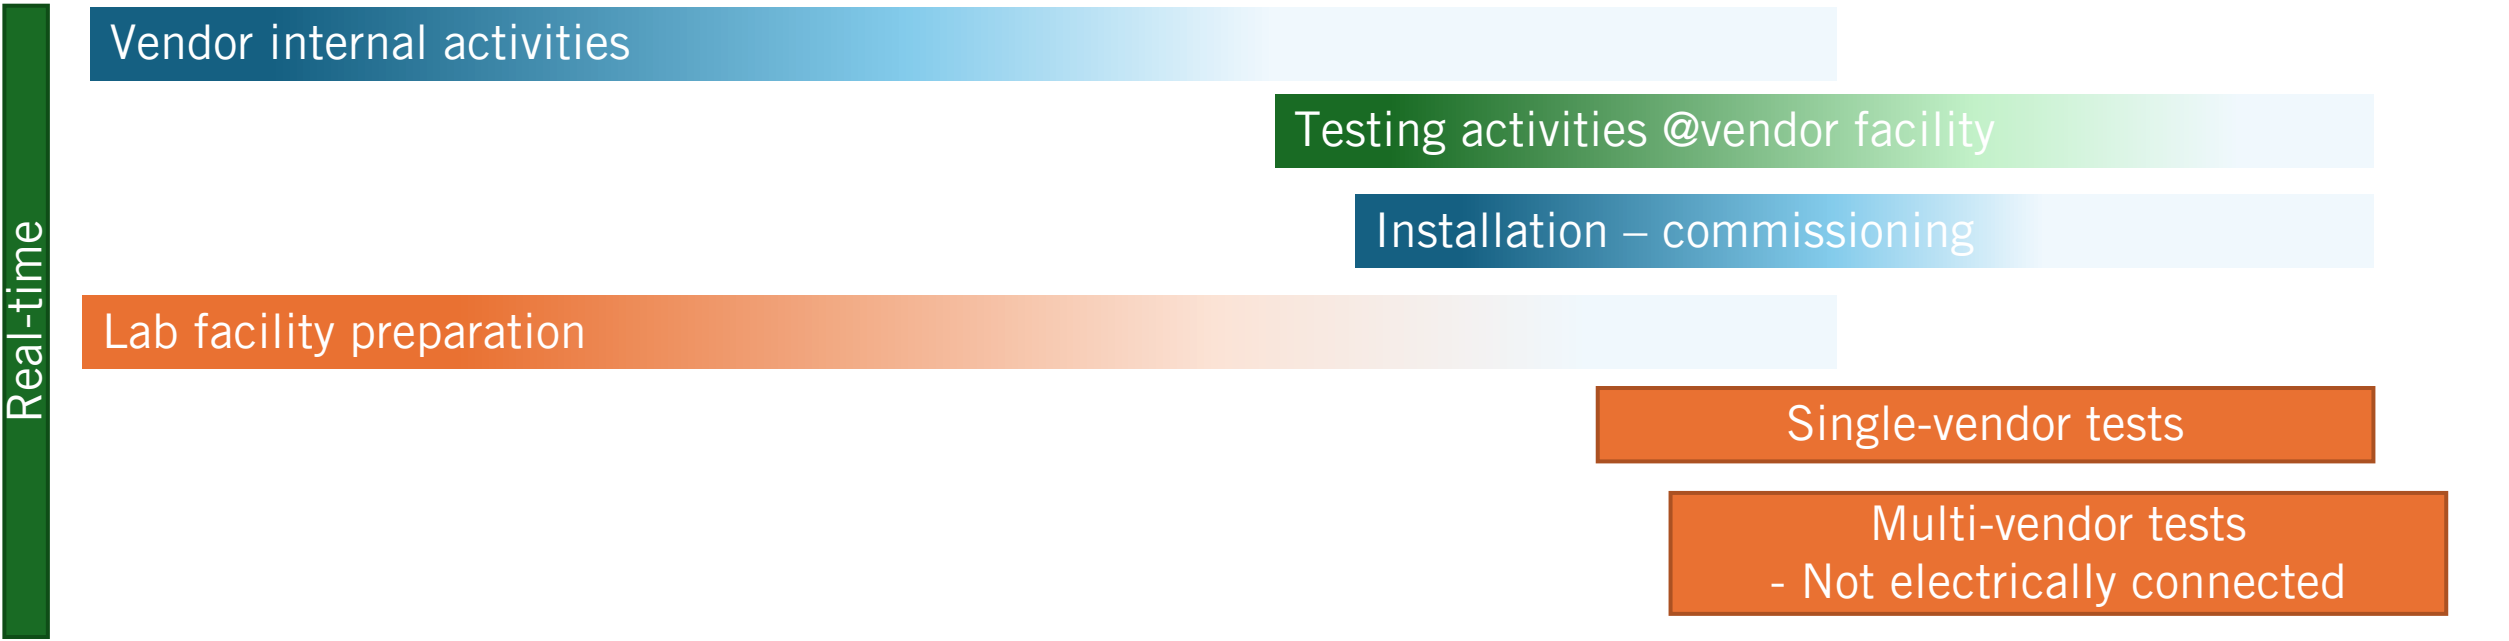 Real-time
Vendor internal activities
Testing activities @vendor facility
Installation – commissioning
Lab facility preparation
Single-vendor tests
Multi-vendor tests
- Not electrically connected